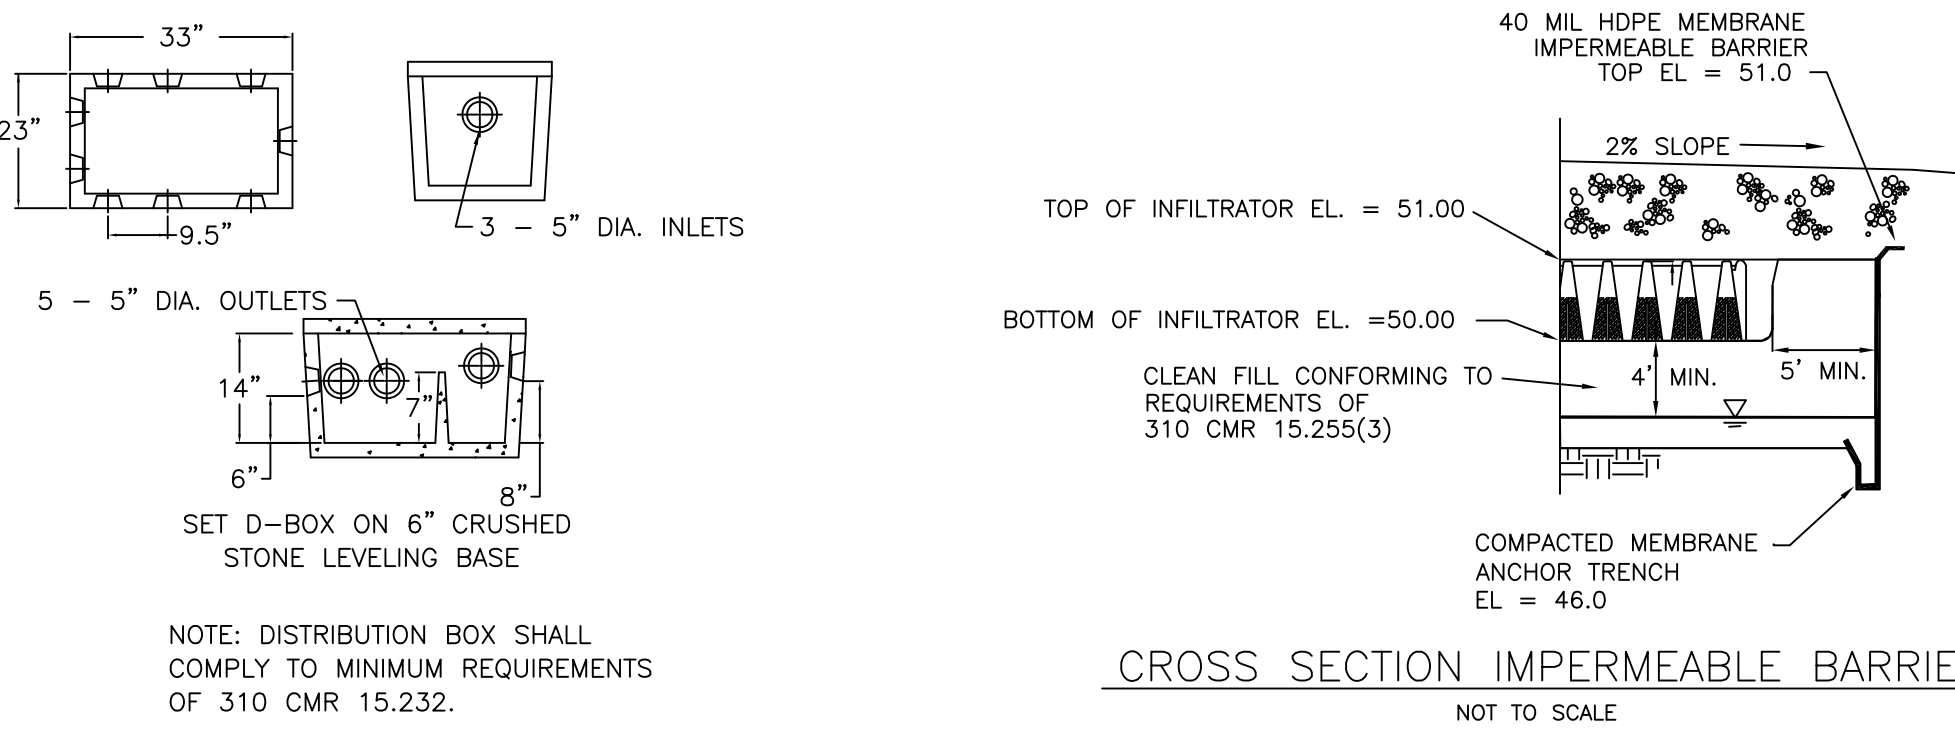 33”
23”
9.5”
3 – 5” DIA. INLETS
5 – 5” DIA. OUTLETS
14”
7”
6”
8”
SET D–BOX ON 6” CRUSHED
STONE LEVELING BASE
NOTE: DISTRIBUTION BOX SHALL
COMPLY TO MINIMUM REQUIREMENTS
OF 310 CMR 15.232.
40 MIL HDPE MEMBRANE
IMPERMEABLE BARRIER
TOP EL = 51.0
2% SLOPE
TOP OF INFILTRATOR EL. = 51.00
BOTTOM OF INFILTRATOR EL. =50.00
CLEAN FILL CONFORMING TO
REQUIREMENTS OF
310 CMR 15.255(3)
4’ MIN.
5’ MIN.
COMPACTED MEMBRANE
ANCHOR TRENCH
EL = 46.0
CROSS SECTION IMPERMEABLE BARRIE
NOT TO SCALE